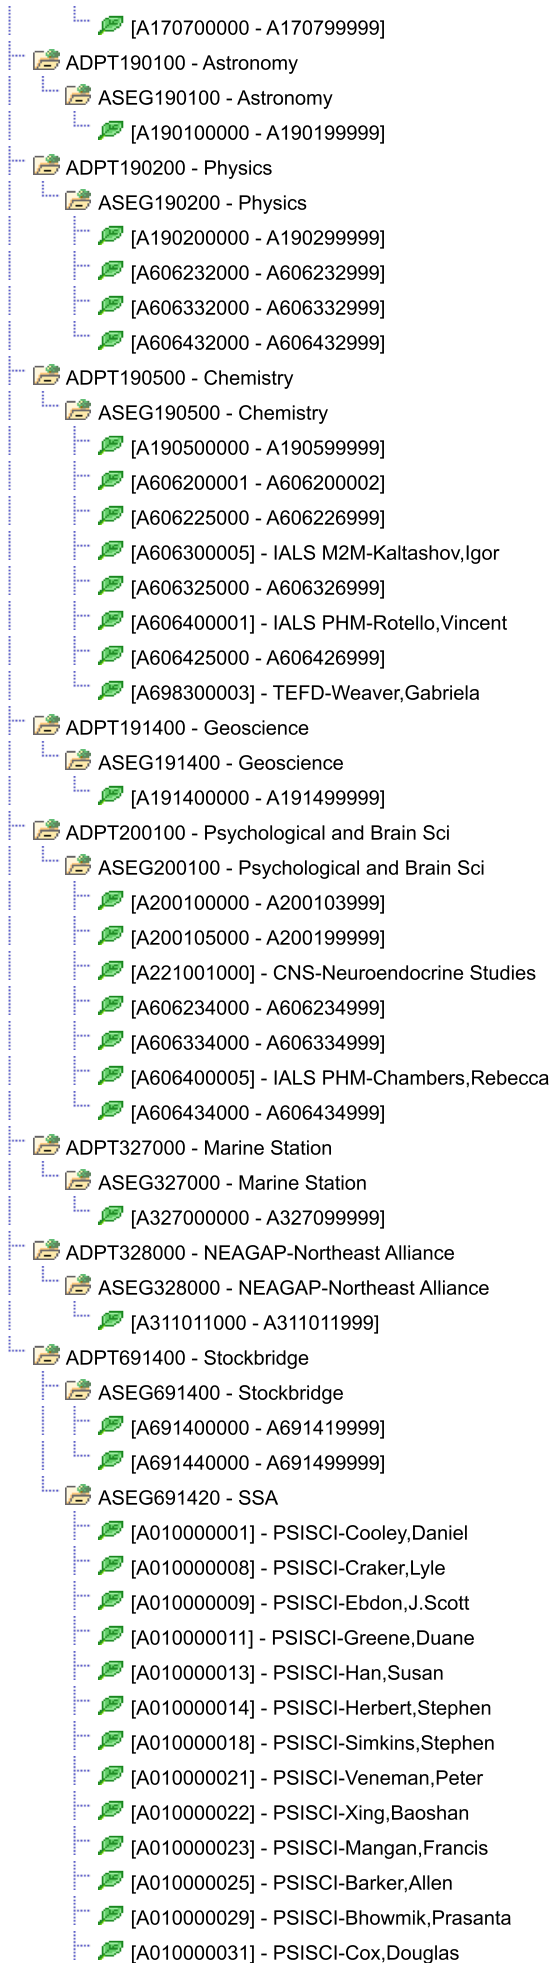 [A170700000 - A170799999]
ADPT190100 - Astronomy
ASEG190100 - Astronomy
[A190100000 - A190199999]
ADPT190200 - Physics
ASEG190200 - Physics
[A190200000 - A190299999]
[A606232000 - A606232999]
[A606332000 - A606332999]
[A606432000 - A606432999]
ADPT190500 - Chemistry
ASEG190500 - Chemistry
[A190500000 - A190599999]
[A606200001 - A606200002]
[A606225000 - A606226999]
[A606300005] - IALS M2M-Kaltashov,Igor
[A606325000 - A606326999]
[A606400001] - IALS PHM-Rotello,Vincent
[A606425000 - A606426999]
[A698300003] - TEFD-Weaver,Gabriela
ADPT191400 - Geoscience
ASEG191400 - Geoscience
[A191400000 - A191499999]
ADPT200100 - Psychological and Brain Sci
ASEG200100 - Psychological and Brain Sci
[A200100000 - A200103999]
[A200105000 - A200199999]
[A221001000] - CNS-Neuroendocrine Studies
[A606234000 - A606234999]
[A606334000 - A606334999]
[A606400005] - IALS PHM-Chambers,Rebecca
[A606434000 - A606434999]
ADPT327000 - Marine Station
ASEG327000 - Marine Station
[A327000000 - A327099999]
ADPT328000 - NEAGAP-Northeast Alliance
ASEG328000 - NEAGAP-Northeast Alliance
[A311011000 - A311011999]
ADPT691400 - Stockbridge
ASEG691400 - Stockbridge
[A691400000 - A691419999]
[A691440000 - A691499999]
ASEG691420 - SSA
[A010000001] - PSISCI-Cooley,Daniel
[A010000008] - PSISCI-Craker,Lyle
[A010000009] - PSISCI-Ebdon,J.Scott
[A010000011] - PSISCI-Greene,Duane
[A010000013] - PSISCI-Han,Susan
[A010000014] - PSISCI-Herbert,Stephen
[A010000018] - PSISCI-Simkins,Stephen
[A010000021] - PSISCI-Veneman,Peter
[A010000022] - PSISCI-Xing,Baoshan
[A010000023] - PSISCI-Mangan,Francis
[A010000025] - PSISCI-Barker,Allen
[A010000029] - PSISCI-Bhowmik,Prasanta
[A010000031] - PSISCI-Cox,Douglas